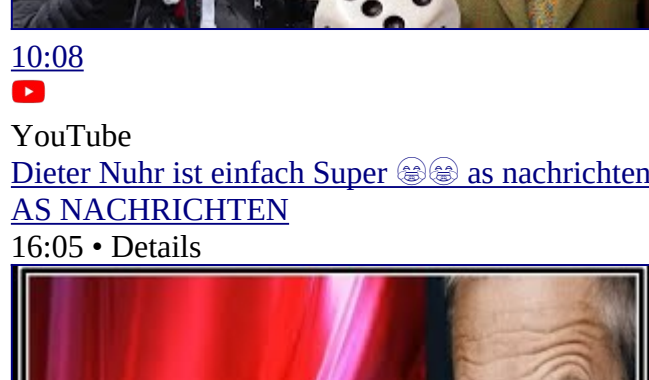 10:08
YouTube
Dieter Nuhr ist einfach Super 😂😂 as nachrichten
AS NACHRICHTEN
16:05 • Details